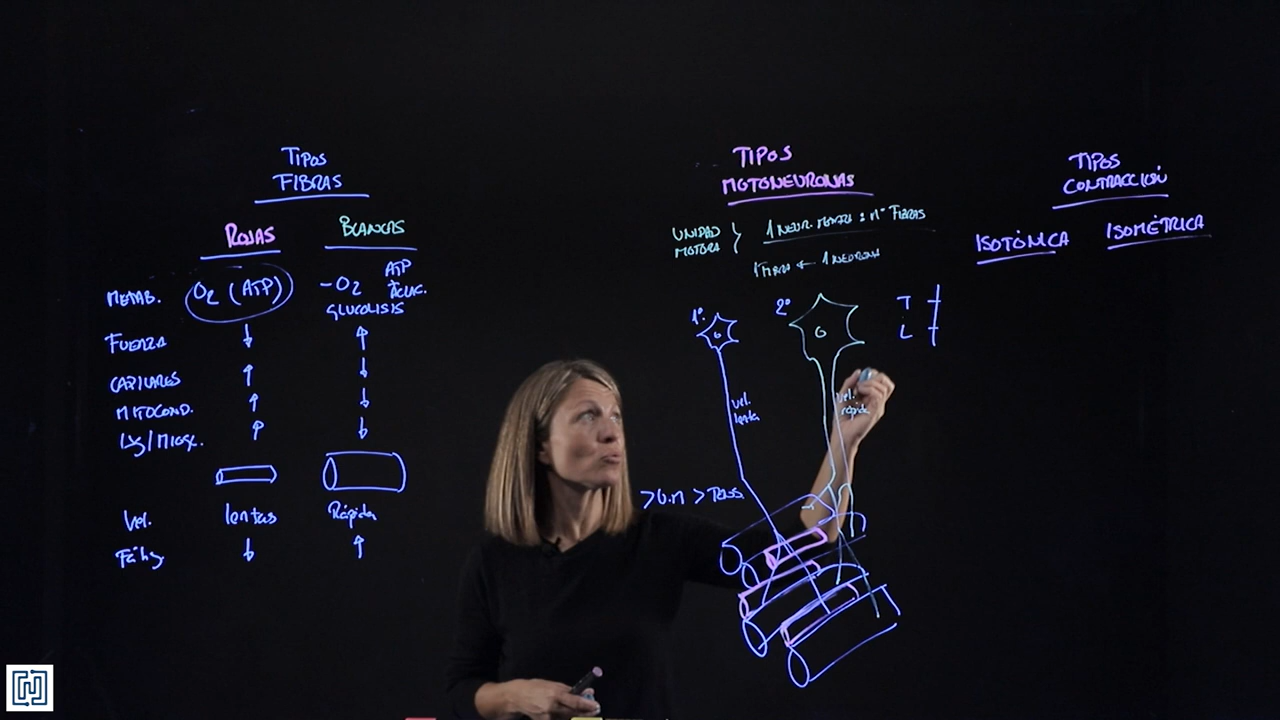 TIPOS
FIBRAS
ROJAS
BLANCAS
METAB.
O₂ (ATP)
-O₂
ATP
GLUCOLISIS
FUERZA
↓
↑
CAPILARES
↑
↓
MITOCOND.
↑
↓
↑
↓
Vel.
lentas
Rápida
↓
↑
TIPOS
MOTONEURONAS
UNIDAD
MOTORA
1 NEUR. MOTORA : Nº FIBRAS
1 FIBRA ← 1 NEURONA
1º
2º
T
L
vel.
lenta
vel.
rápida
> U.M > TENS.
TIPOS
CONTRACCIÓN
ISOTÓNICA
ISOMÉTRICA